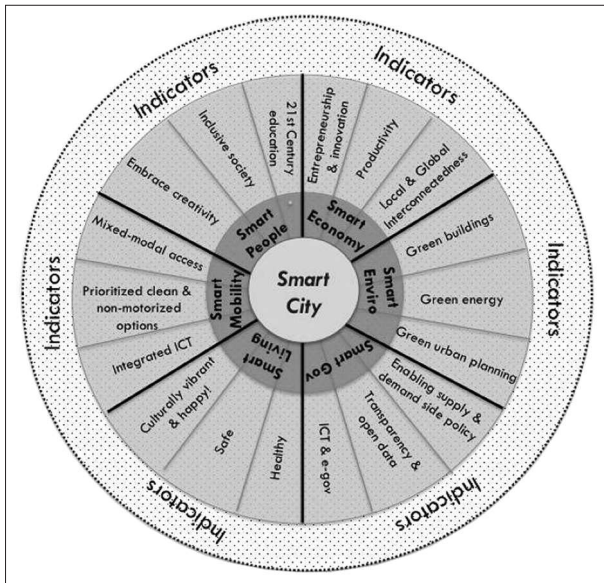 Indicators
Indicators
Indicators
Indicators
Indicators
Indicators
Smart
City
Smart
Economy
Entrepreneurship
& innovation
Productivity
Local & Global
Interconnectedness
Smart
Enviro
Green buildings
Green energy
Green urban planning
Smart Gov
Enabling supply &
demand side policy
Transparency &
open data
ICT & e-gov
Smart
Living
Healthy
Safe
Culturally vibrant
& happy!
Smart
Mobility
Integrated ICT
Prioritized clean &
non-motorized
options
Mixed-modal access
Smart
People
Embrace creativity
Inclusive society
21st Century
education